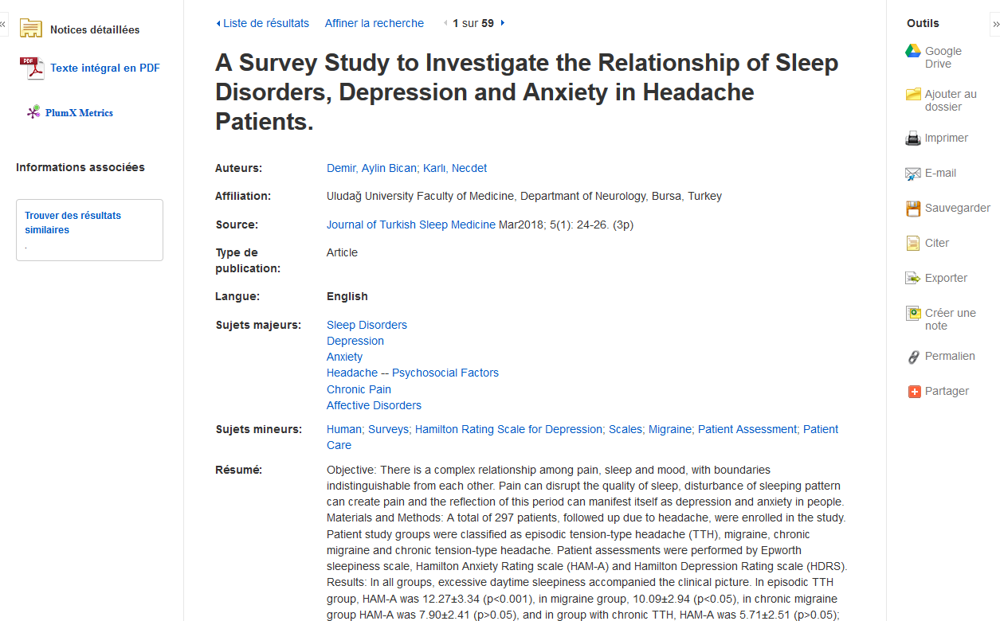 «
Notices détaillées
PDF
Texte intégral en PDF
PlumX Metrics
Informations associées
Trouver des résultats
similaires
.
Liste de résultats Affiner la recherche 1 sur 59
A Survey Study to Investigate the Relationship of Sleep
Disorders, Depression and Anxiety in Headache
Patients.
Auteurs: Demir, Aylin Bican; Karlı, Necdet
Affiliation: Uludağ University Faculty of Medicine, Departmant of Neurology, Bursa, Turkey
Source: Journal of Turkish Sleep Medicine Mar2018; 5(1): 24-26. (3p)
Type de Article
publication:
Langue: English
Sujets majeurs: Sleep Disorders
Depression
Anxiety
Headache -- Psychosocial Factors
Chronic Pain
Affective Disorders
Sujets mineurs: Human; Surveys; Hamilton Rating Scale for Depression; Scales; Migraine; Patient Assessment; Patient
Care
Résumé: Objective: There is a complex relationship among pain, sleep and mood, with boundaries
indistinguishable from each other. Pain can disrupt the quality of sleep, disturbance of sleeping pattern
can create pain and the reflection of this period can manifest itself as depression and anxiety in people.
Materials and Methods: A total of 297 patients, followed up due to headache, were enrolled in the study.
Patient study groups were classified as episodic tension-type headache (TTH), migraine, chronic
migraine and chronic tension-type headache. Patient assessments were performed by Epworth
sleepiness scale, Hamilton Anxiety Rating scale (HAM-A) and Hamilton Depression Rating scale (HDRS).
Results: In all groups, excessive daytime sleepiness accompanied the clinical picture. In episodic TTH
group, HAM-A was 12.27±3.34 (p<0.001), in migraine group, 10.09±2.94 (p<0.05), in chronic migraine
group HAM-A was 7.90±2.41 (p>0.05), and in group with chronic TTH, HAM-A was 5.71±2.51 (p>0.05);
Outils
»
Google
Drive
Ajouter au
dossier
Imprimer
E-mail
Sauvegarder
Citer
Exporter
Créer une
note
Permalien
Partager